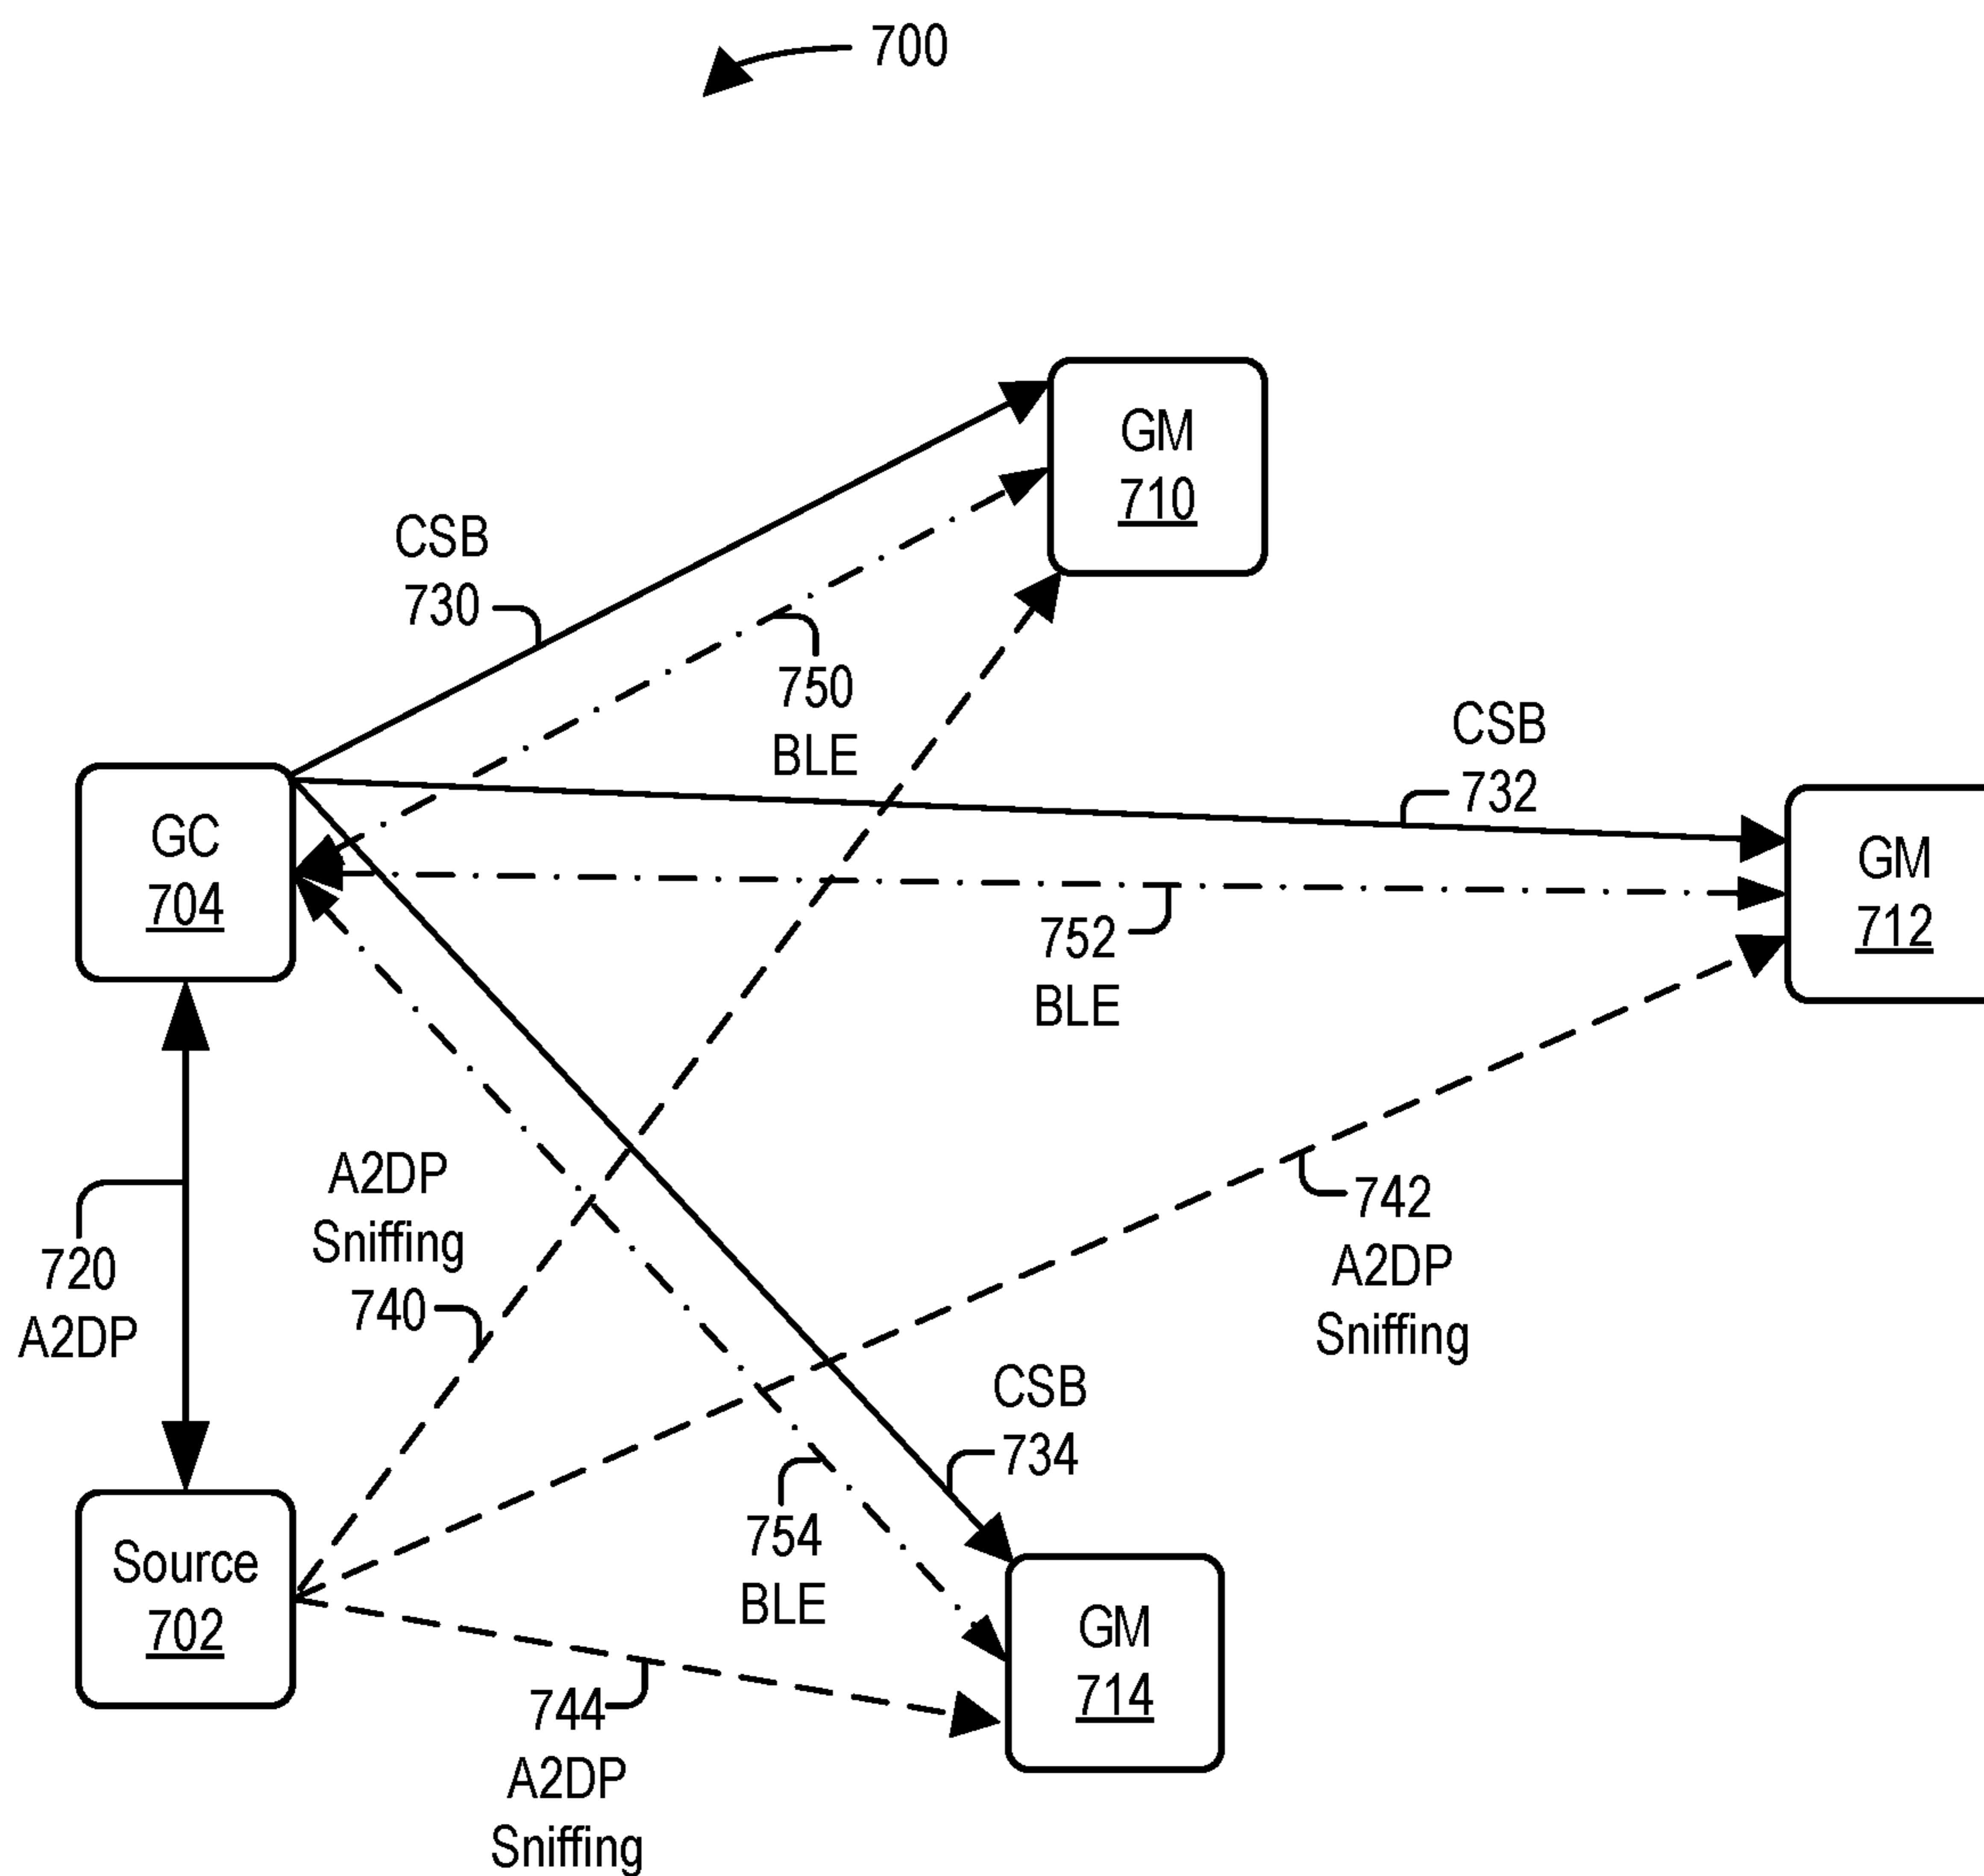 700
GM
710
CSB
730
750
BLE
CSB
732
GC
704
GM
712
752
BLE
A2DP
Sniffing
740
742
A2DP
Sniffing
720
A2DP
CSB
734
754
BLE
Source
702
GM
714
744
A2DP
Sniffing